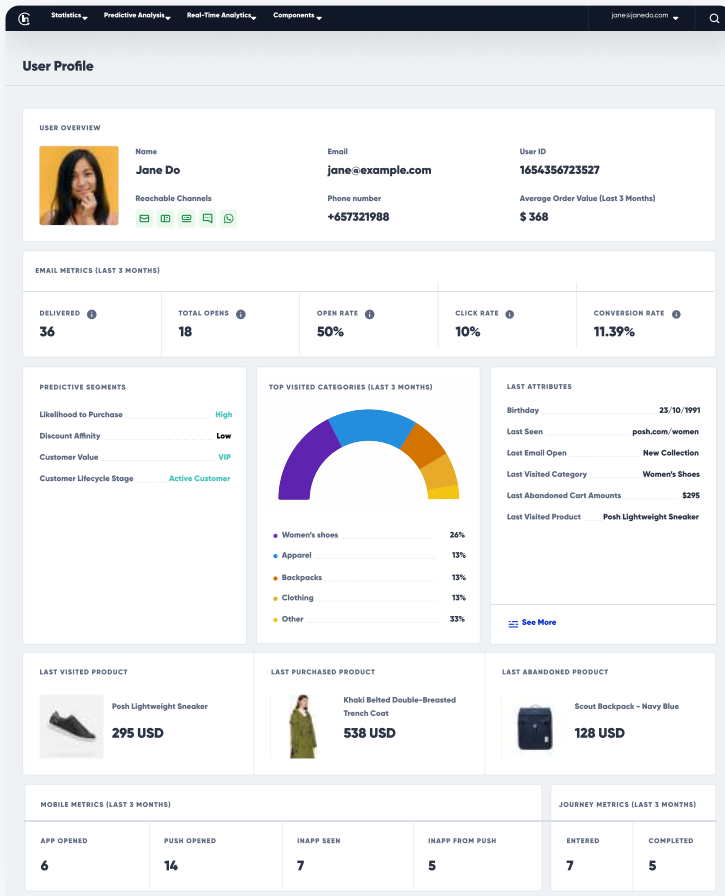 Statistics Predictive Analysis Real-Time Analytics Components jane@janedo.com
User Profile
USER OVERVIEW
Name Email User ID
Jane Do jane@example.com 1654356723527
Reachable Channels Phone number Average Order Value (Last 3 Months)
+657321988 $ 368
EMAIL METRICS (LAST 3 MONTHS)
DELIVERED TOTAL OPENS OPEN RATE CLICK RATE CONVERSION RATE
36 18 50% 10% 11.39%
PREDICTIVE SEGMENTS
Likelihood to Purchase High
Discount Affinity Low
Customer Value VIP
Customer Lifecycle Stage Active Customer
TOP VISITED CATEGORIES (LAST 3 MONTHS)
Women's shoes 26%
Apparel 13%
Backpacks 13%
Clothing 13%
Other 33%
LAST ATTRIBUTES
Birthday 23/10/1991
Last Seen posh.com/women
Last Email Open New Collection
Last Visited Category Women's Shoes
Last Abandoned Cart Amounts $295
Last Visited Product Posh Lightweight Sneaker
See More
LAST VISITED PRODUCT
Posh Lightweight Sneaker
295 USD
LAST PURCHASED PRODUCT
Khaki Belted Double-Breasted
Trench Coat
538 USD
LAST ABANDONED PRODUCT
Scout Backpack - Navy Blue
128 USD
MOBILE METRICS (LAST 3 MONTHS)
APP OPENED PUSH OPENED INAPP SEEN INAPP FROM PUSH
6 14 7 5
JOURNEY METRICS (LAST 3 MONTHS)
ENTERED COMPLETED
7 5